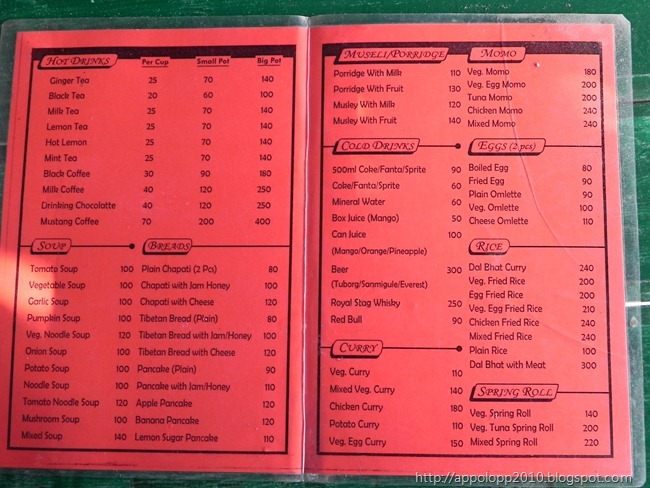 Hot Drinks Per Cup Small Pot Big Pot
Ginger Tea 25 70 140
Black Tea 20 60 100
Milk Tea 25 70 140
Lemon Tea 25 70 140
Hot Lemon 25 70 140
Mint Tea 25 70 140
Black Coffee 30 90 180
Milk Coffee 40 120 250
Drinking Chocolatte 40 120 250
Mustang Coffee 70 200 400
Soup
Tomato Soup 100
Vegetable Soup 100
Garlic Soup 100
Pumpkin Soup 100
Veg. Noodle Soup 120
Onion Soup 100
Potato Soup 100
Noodle Soup 100
Tomato Noodle Soup 120
Mushroom Soup 100
Mixed Soup 140
Breads
Plain Chapati (2 Pcs) 80
Chapati with Jam Honey 100
Chapati with Cheese 120
Tibetan Bread (Plain) 80
Tibetan Bread with Jam/Honey 100
Tibetan Bread with Cheese 120
Pancake (Plain) 90
Pancake with Jam/Honey 110
Apple Pancake 120
Banana Pancake 120
Lemon Sugar Pancake 110
Museli/Porridge
Porridge With Milk 110
Porridge With Fruit 130
Musley With Milk 120
Musley With Fruit 140
Cold Drinks
500ml Coke/Fanta/Sprite 90
Coke/Fanta/Sprite 60
Mineral Water 60
Box Juice (Mango) 50
Can Juice 100
(Mango/Orange/Pineapple)
Beer 300
(Tuborg/Sanmigule/Everest)
Royal Stag Whisky 250
Red Bull 90
Curry
Veg. Curry 110
Mixed Veg. Curry 140
Chicken Curry 180
Potato Curry 110
Veg. Egg Curry 150
Momo
Veg. Momo 180
Veg. Egg Momo 200
Tuna Momo 200
Chicken Momo 240
Mixed Momo 240
Eggs (2 pcs)
Boiled Egg 80
Fried Egg 90
Plain Omlette 90
Veg. Omlette 100
Cheese Omlette 110
Rice
Dal Bhat Curry 240
Veg. Fried Rice 200
Egg Fried Rice 200
Veg. Egg Fried Rice 210
Chicken Fried Rice 240
Mixed Fried Rice 240
Plain Rice 100
Dal Bhat with Meat 300
Spring Roll
Veg. Spring Roll 140
Veg. Tuna Spring Roll 200
Mixed Spring Roll 220
http://appolopp2010.blogspot.com